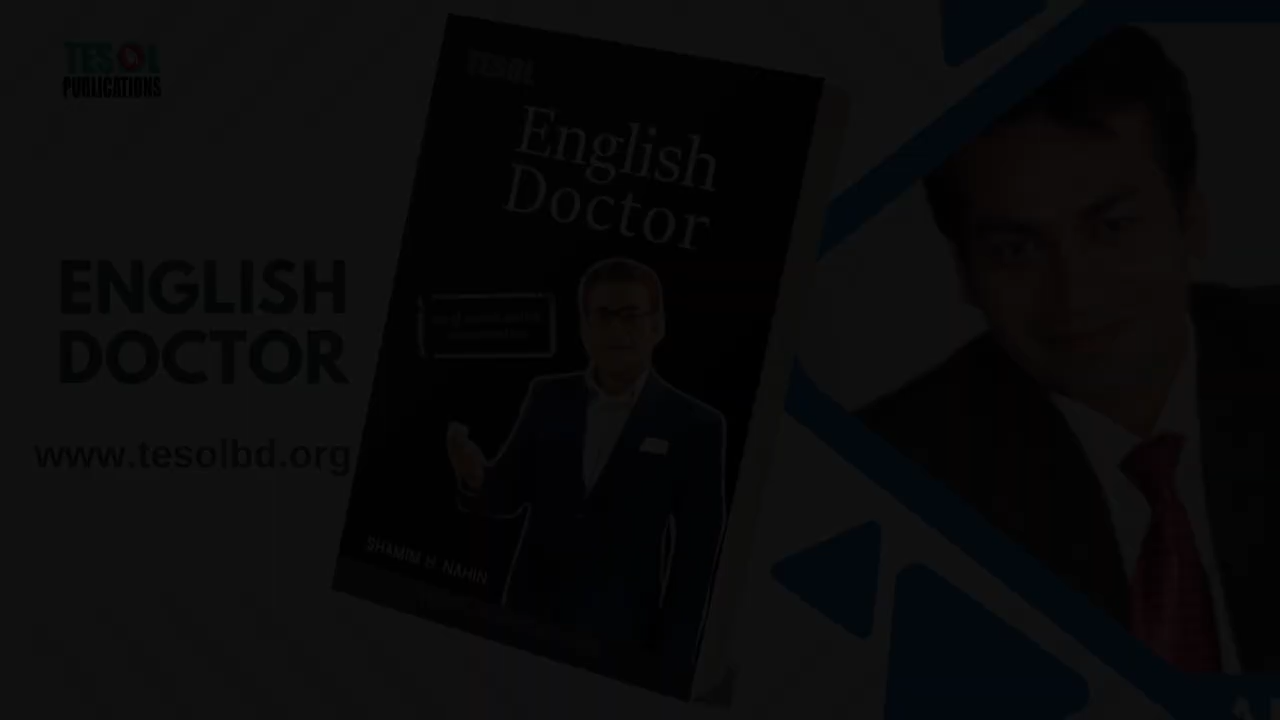 TESOL
PUBLICATIONS
ENGLISH
DOCTOR
www.tesolbd.org
TESOL
English
Doctor
SHAMIM H. NAHIN